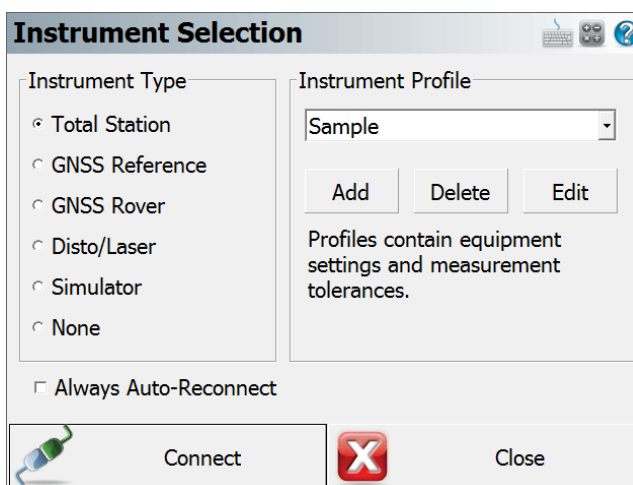 Instrument Selection
Instrument Type
Total Station
GNSS Reference
GNSS Rover
Disto/Laser
Simulator
None
Instrument Profile
Sample
Add Delete Edit
Profiles contain equipment
settings and measurement
tolerances.
Always Auto-Reconnect
Connect Close